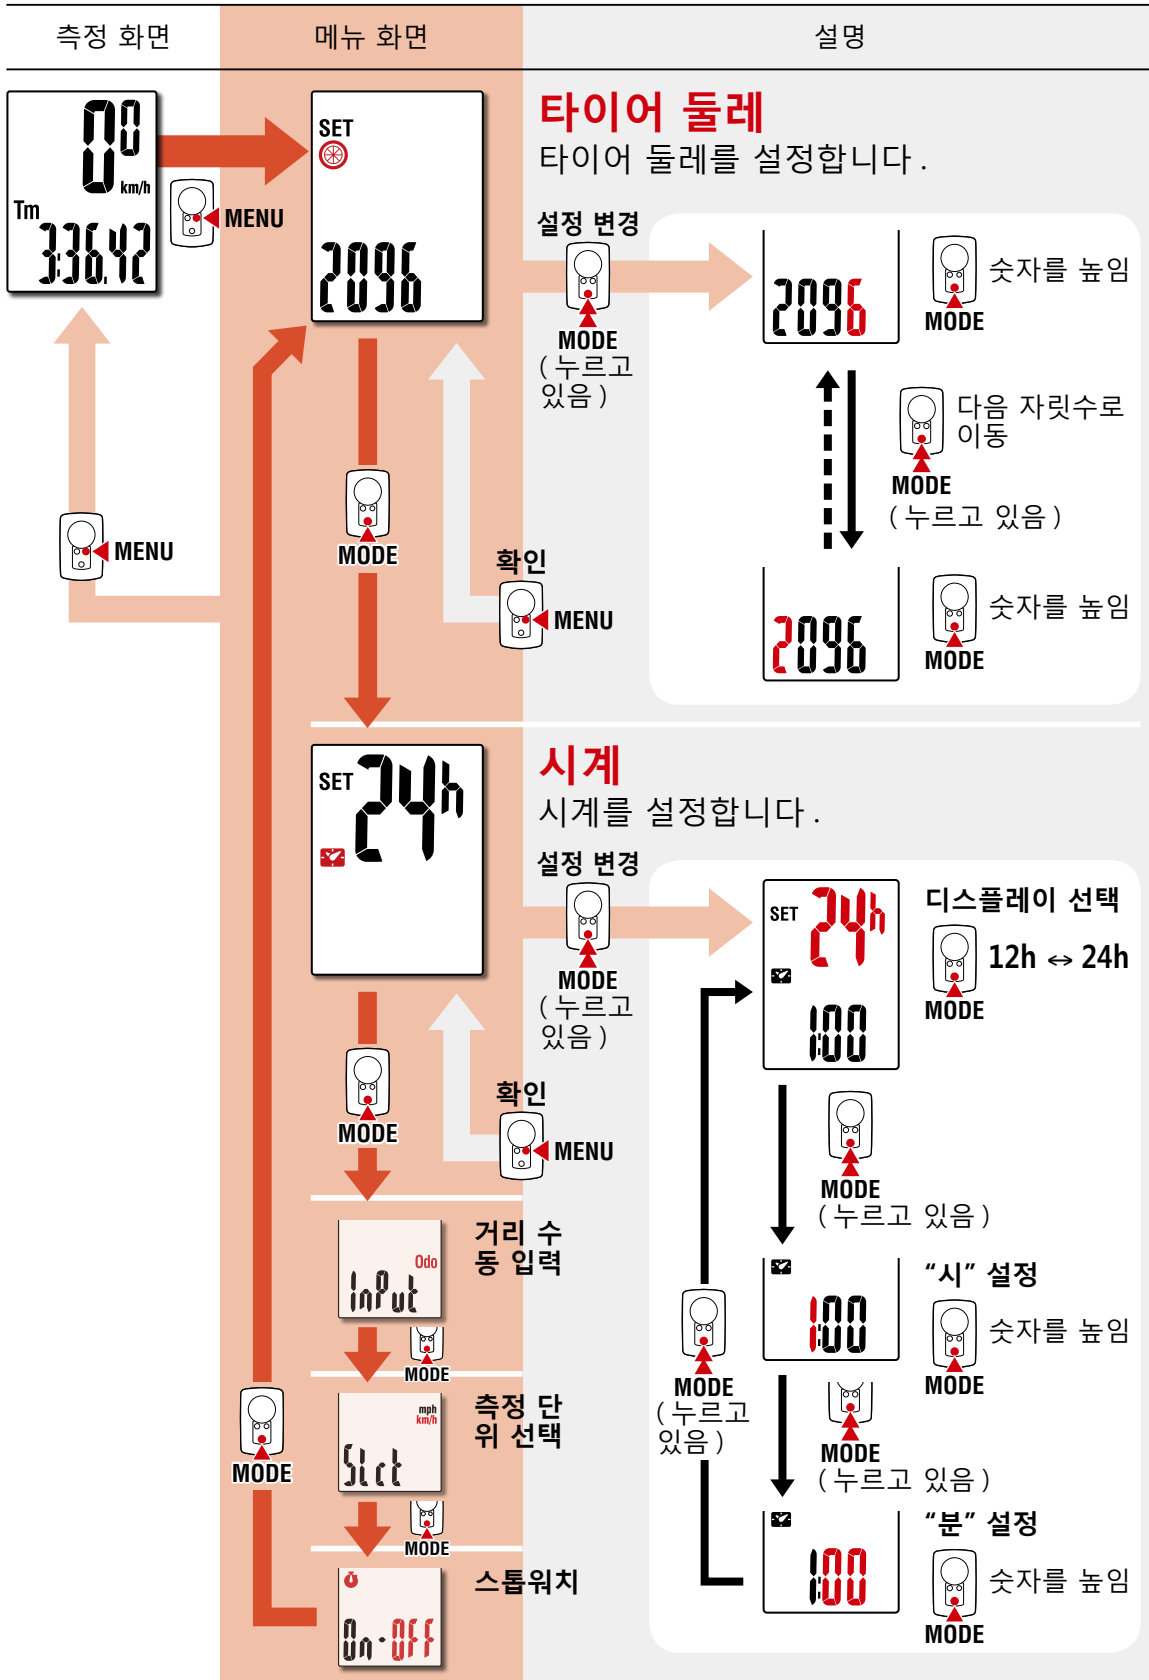 측정 화면
메뉴 화면
설명
0⁰
km/h
Tm
3:36.42
MENU
SET
2096
타이어 둘레
타이어 둘레를 설정합니다 .
설정 변경
MODE
( 누르고
있음 )
2096
숫자를 높임
MODE
다음 자릿수로
이동
MODE
( 누르고 있음 )
2096
숫자를 높임
MODE
MENU
MODE
확인
MENU
SET
24h
시계
시계를 설정합니다 .
설정 변경
MODE
( 누르고
있음 )
SET
24h
1:00
디스플레이 선택
12h ↔ 24h
MODE
MODE
확인
MENU
MODE
( 누르고 있음 )
Odo
InPut
거리 수
동 입력
MODE
1:00
“시” 설정
숫자를 높임
MODE
MODE
( 누르고
있음 )
mph
km/h
Slct
측정 단
위 선택
MODE
MODE
MODE
( 누르고 있음 )
On-OFF
스톱워치
1:00
“분” 설정
숫자를 높임
MODE